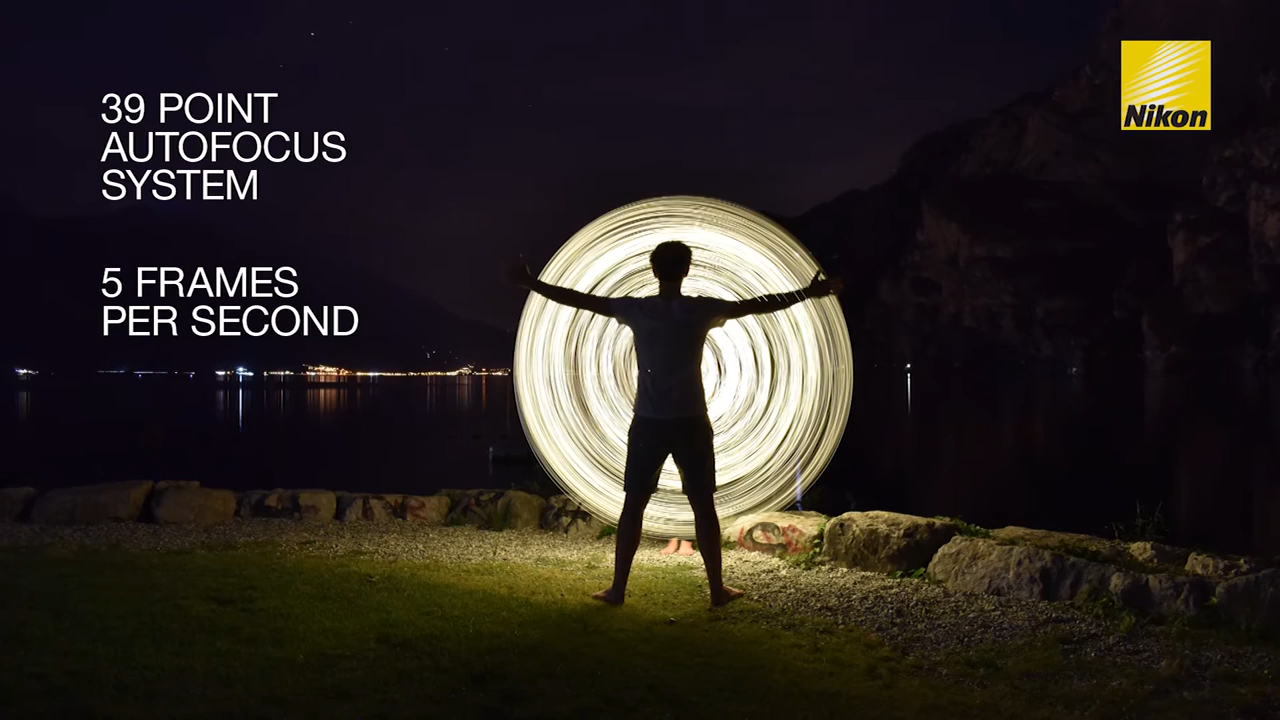 39 POINT
AUTOFOCUS
SYSTEM
5 FRAMES
PER SECOND
Nikon